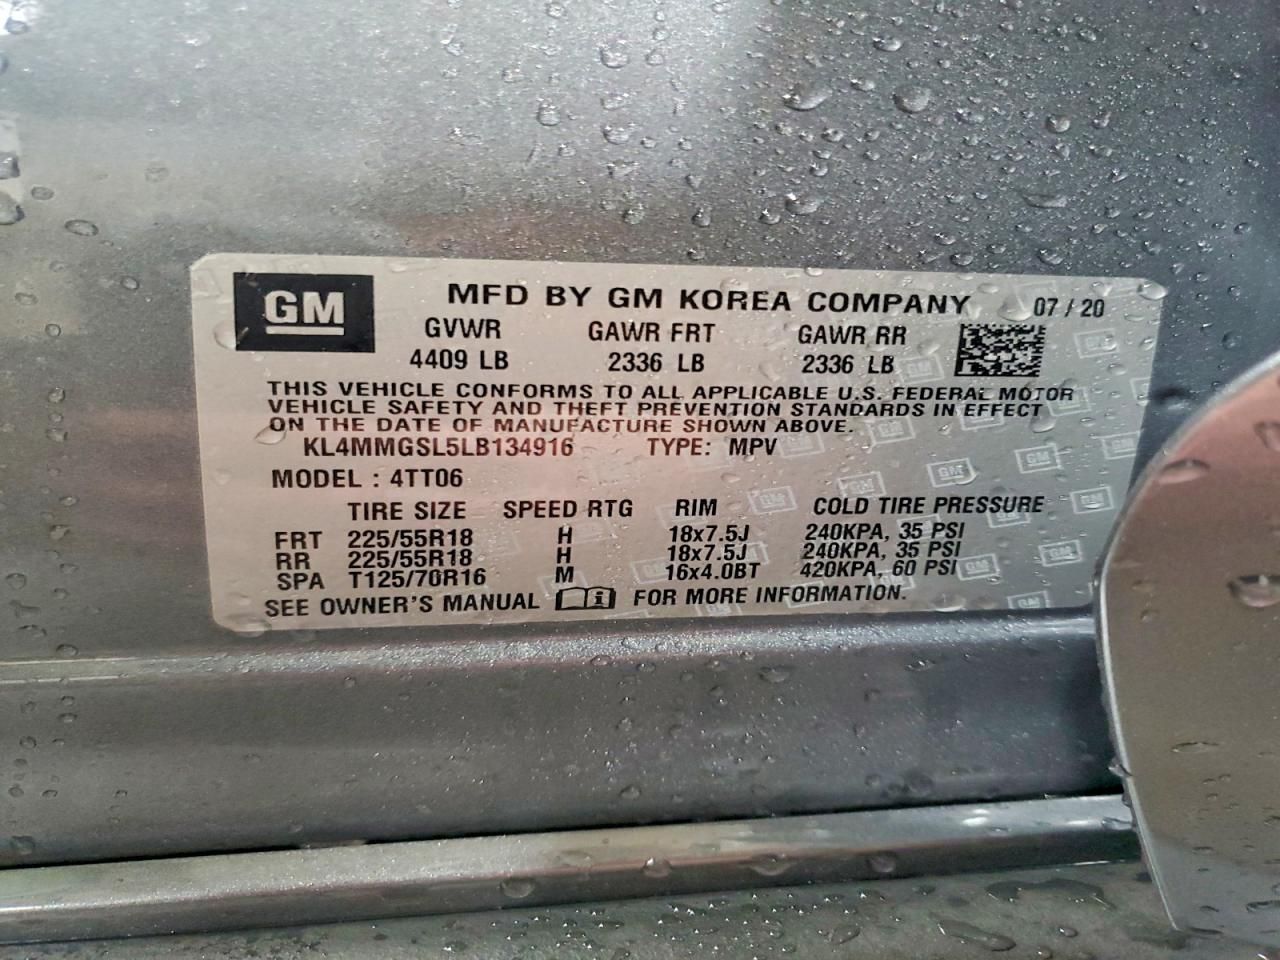 GM MFD BY GM KOREA COMPANY 07 / 20
GVWR GAWR FRT GAWR RR
4409 LB 2336 LB 2336 LB
THIS VEHICLE CONFORMS TO ALL APPLICABLE U.S. FEDERAL MOTOR
VEHICLE SAFETY AND THEFT PREVENTION STANDARDS IN EFFECT
ON THE DATE OF MANUFACTURE SHOWN ABOVE.
KL4MMGSL5LB134916 TYPE: MPV
MODEL : 4TT06
TIRE SIZE SPEED RTG RIM COLD TIRE PRESSURE
FRT 225/55R18 H 18x7.5J 240KPA, 35 PSI
RR 225/55R18 H 18x7.5J 240KPA, 35 PSI
SPA T125/70R16 M 16x4.0BT 420KPA, 60 PSI
SEE OWNER'S MANUAL FOR MORE INFORMATION.